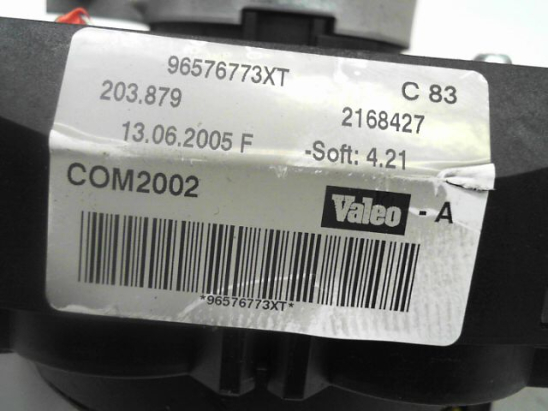 96576773XT C 83
203.879 2168427
13.06.2005 F -Soft: 4.21
COM2002 Valeo - A
*96576773XT*